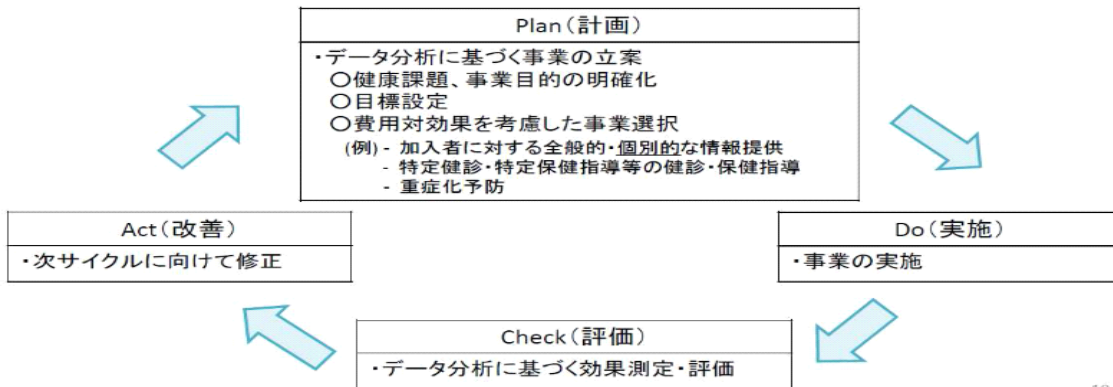 Plan(計画)
・データ分析に基づく事業の立案
○健康課題、事業目的の明確化
○目標設定
○費用対効果を考慮した事業選択
(例) - 加入者に対する全般的・個別的な情報提供
- 特定健診・特定保健指導等の健診・保健指導
- 重症化予防
Act(改善)
・次サイクルに向けて修正
Do(実施)
・事業の実施
Check(評価)
・データ分析に基づく効果測定・評価